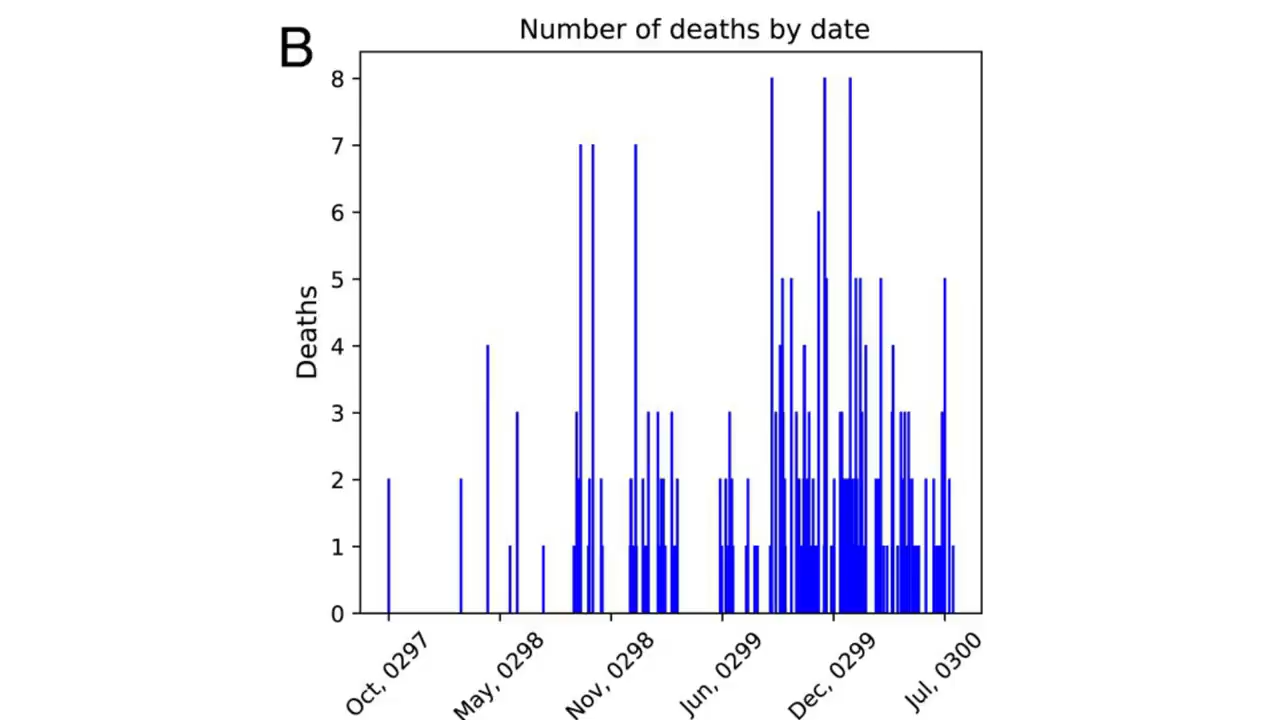 B
Number of deaths by date
8
7
6
5
4
3
2
1
0
Deaths
Oct, 0297
May, 0298
Nov, 0298
Jun, 0299
Dec, 0299
Jul, 0300